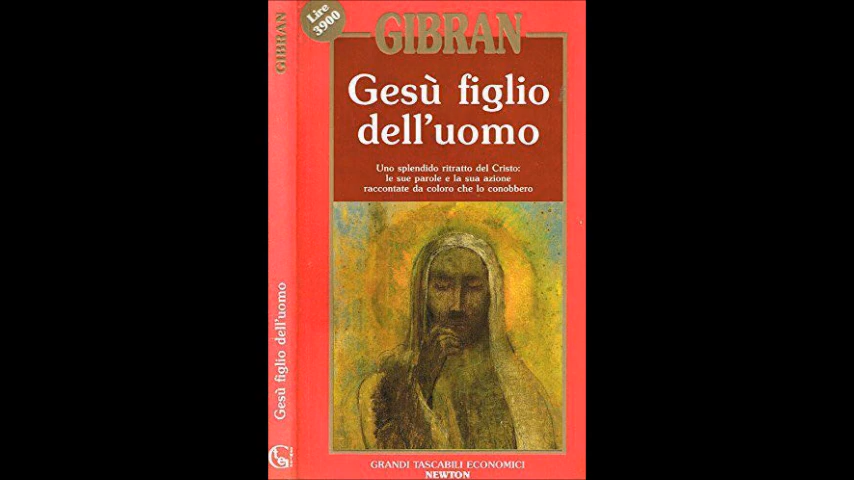 GIBRAN
Gesù figlio dell'uomo
Lire
3900
GIBRAN
Gesù figlio
dell'uomo
Uno splendido ritratto del Cristo:
le sue parole e la sua azione
raccontate da coloro che lo conobbero
GRANDI TASCABILI ECONOMICI
NEWTON